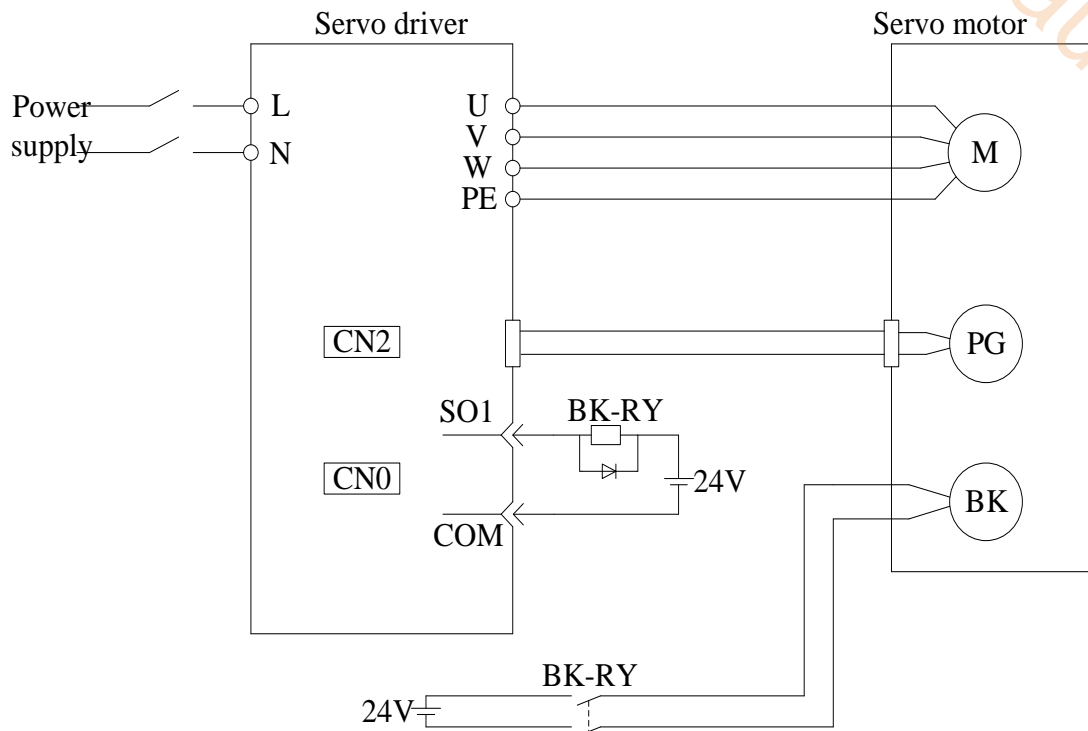 Servo driver
Servo motor
Power
supply
L
N
U
V
W
PE
M
CN2
PG
SO1
BK-RY
CN0
24V
COM
BK
BK-RY
24V